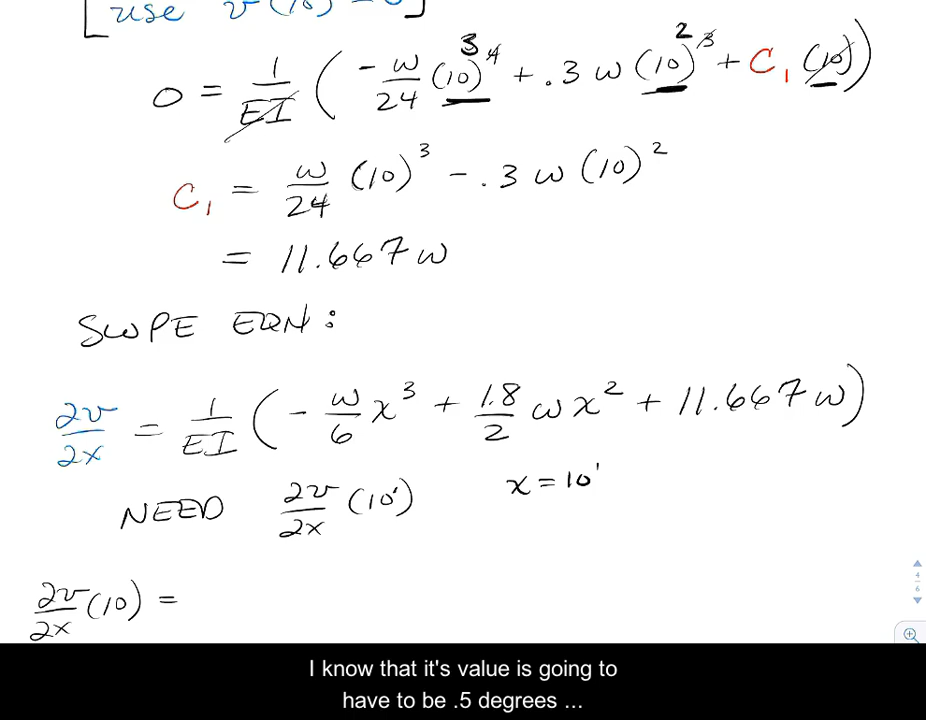 [use v(10) = 0]
0 = 1/EI ( - w/24 (10)^3 4 + .3 w (10)^2 3 + C1 (10) )
C1 = w/24 (10)^3 - .3 w (10)^2
= 11.667 w
SLOPE EQN:
∂v/∂x = 1/EI ( - w/6 x^3 + 1.8/2 w x^2 + 11.667 w )
NEED ∂v/∂x (10') x = 10'
∂v/∂x (10) =
4
6
I know that it's value is going to
have to be .5 degrees ...